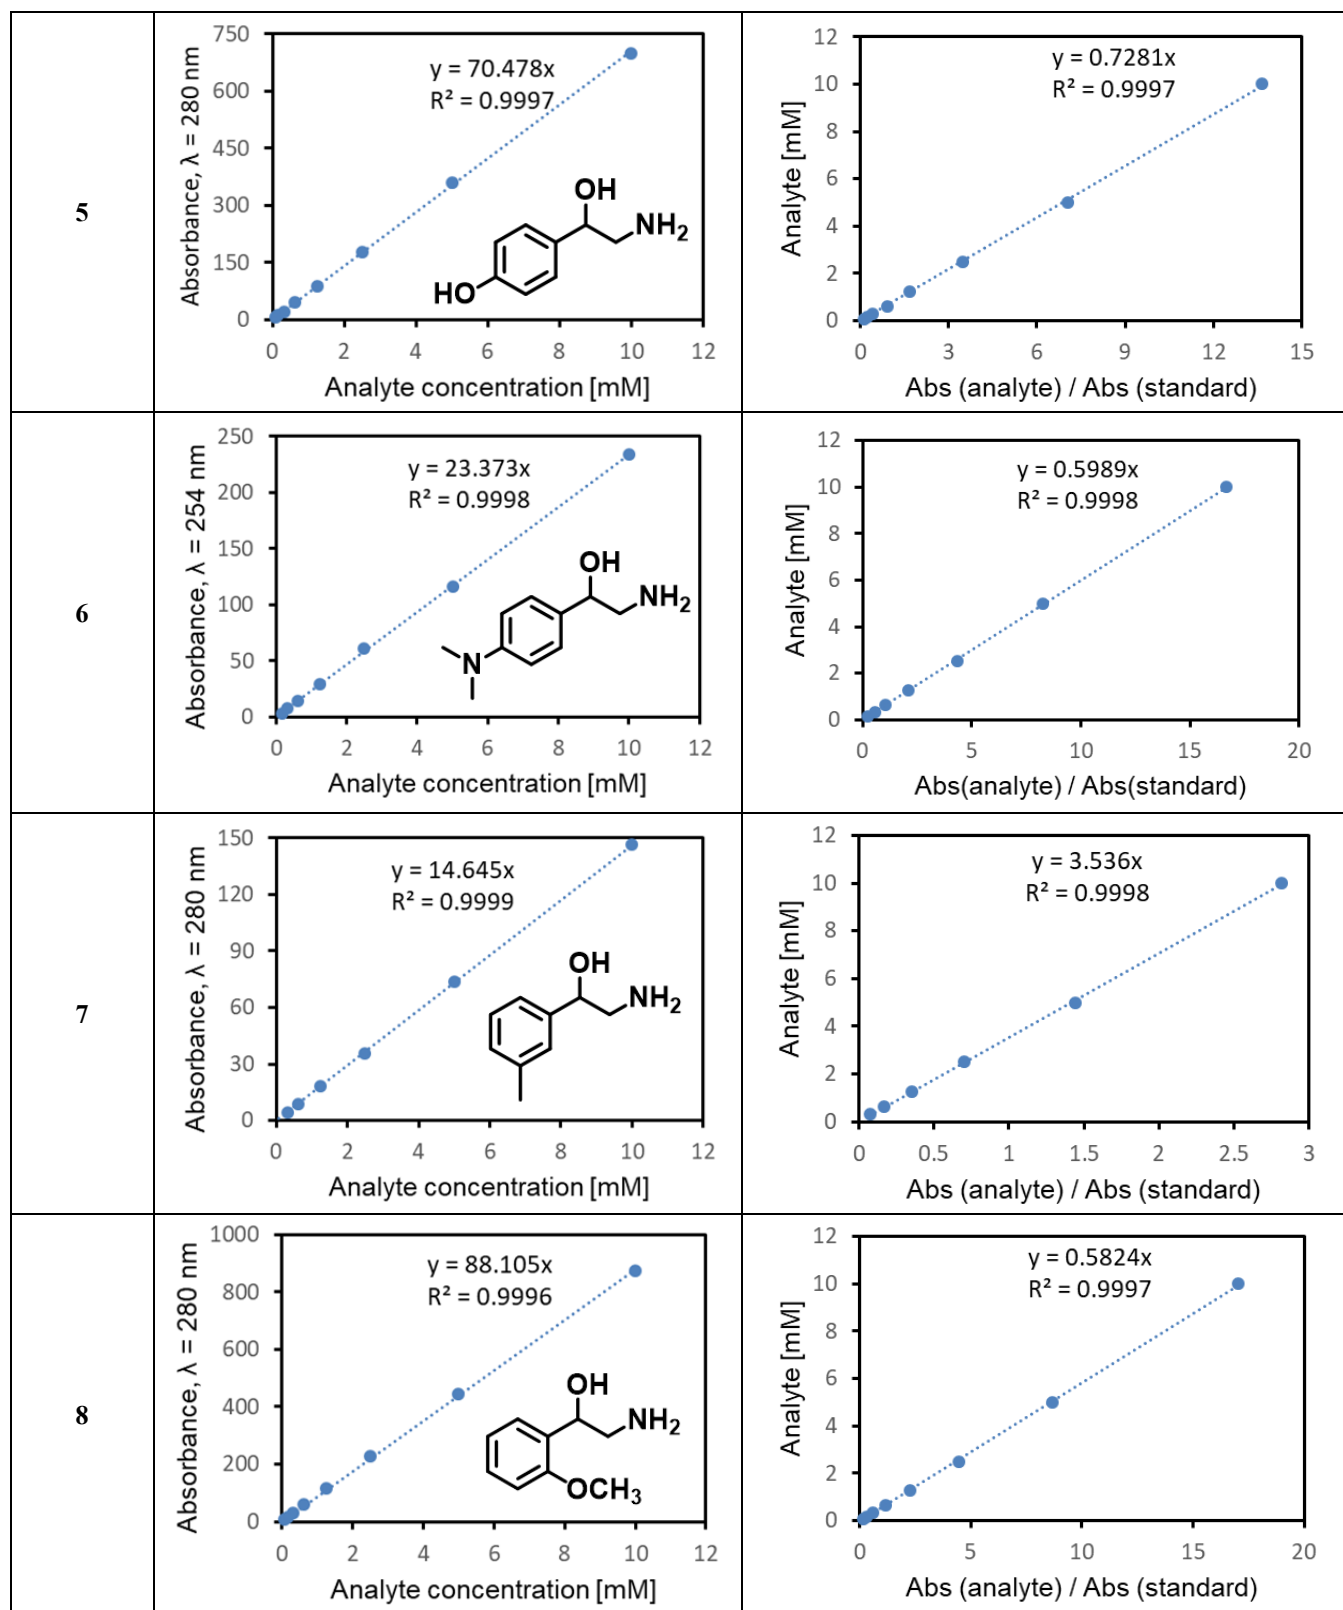 5
750
600
450
300
150
0
0 2 4 6 8 10 12
Absorbance, λ = 280 nm
Analyte concentration [mM]
y = 70.478x
R² = 0.9997
OH
NH2
HO
12
10
8
6
4
2
0
0 3 6 9 12 15
Analyte [mM]
Abs (analyte) / Abs (standard)
y = 0.7281x
R² = 0.9997
6
250
200
150
100
50
0
0 2 4 6 8 10 12
Absorbance, λ = 254 nm
Analyte concentration [mM]
y = 23.373x
R² = 0.9998
OH
NH2
N
12
10
8
6
4
2
0
0 5 10 15 20
Analyte [mM]
Abs(analyte) / Abs(standard)
y = 0.5989x
R² = 0.9998
7
150
120
90
60
30
0
0 2 4 6 8 10 12
Absorbance, λ = 280 nm
Analyte concentration [mM]
y = 14.645x
R² = 0.9999
OH
NH2
12
10
8
6
4
2
0
0 0.5 1 1.5 2 2.5 3
Analyte [mM]
Abs (analyte) / Abs (standard)
y = 3.536x
R² = 0.9998
8
1000
800
600
400
200
0
0 2 4 6 8 10 12
Absorbance, λ = 280 nm
Analyte concentration [mM]
y = 88.105x
R² = 0.9996
OH
NH2
OCH3
12
10
8
6
4
2
0
0 5 10 15 20
Analyte [mM]
Abs (analyte) / Abs (standard)
y = 0.5824x
R² = 0.9997